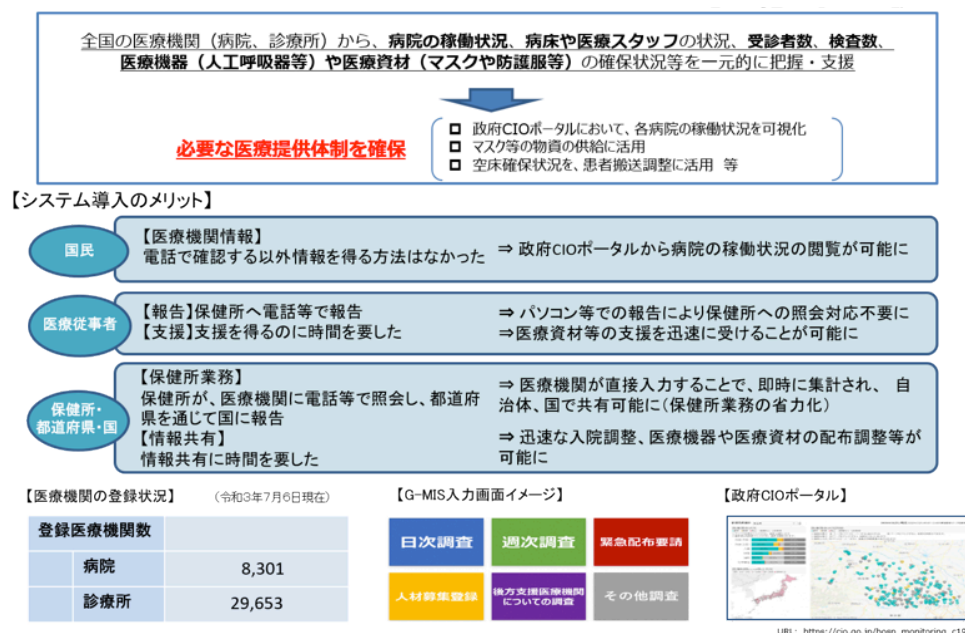 全国の医療機関（病院、診療所）から、病院の稼働状況、病床や医療スタッフの状況、受診者数、検査数、
医療機器（人工呼吸器等）や医療資材（マスクや防護服等）の確保状況等を一元的に把握・支援
必要な医療提供体制を確保
政府CIOポータルにおいて、各病院の稼働状況を可視化
マスク等の物資の供給に活用
空床確保状況を、患者搬送調整に活用 等
【システム導入のメリット】
国民
【医療機関情報】
電話で確認する以外情報を得る方法はなかった
⇒ 政府CIOポータルから病院の稼働状況の閲覧が可能に
医療従事者
【報告】保健所へ電話等で報告
【支援】支援を得るのに時間を要した
⇒ パソコン等での報告により保健所への照会対応不要に
⇒医療資材等の支援を迅速に受けることが可能に
保健所・
都道府県・国
【保健所業務】
保健所が、医療機関に電話等で照会し、都道府
県を通じて国に報告
【情報共有】
情報共有に時間を要した
⇒ 医療機関が直接入力することで、即時に集計され、 自
治体、国で共有可能に（保健所業務の省力化）
⇒ 迅速な入院調整、医療機器や医療資材の配布調整等が
可能に
【医療機関の登録状況】 （令和3年7月6日現在）
登録医療機関数
病院 8,301
診療所 29,653
【G-MIS入力画面イメージ】
日次調査 週次調査 緊急配布要請
人材募集登録 後方支援医療機関
についての調査 その他調査
【政府CIOポータル】